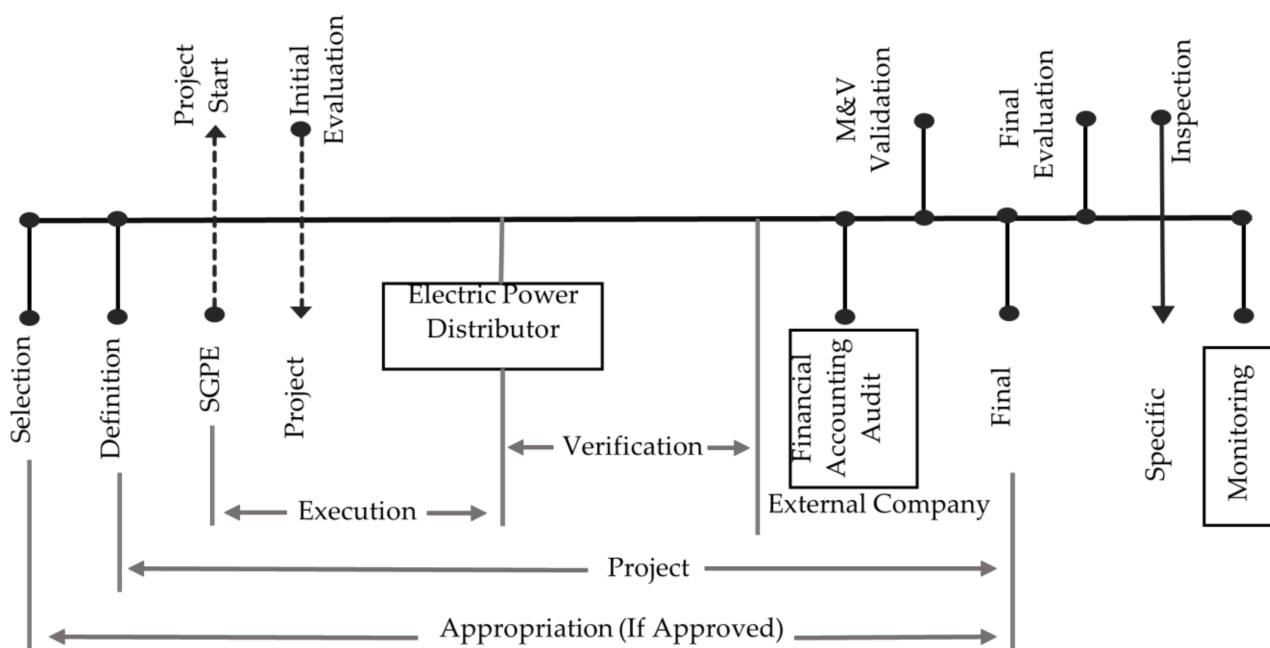 Project
Start
Initial
Evaluation
M&V
Validation
Final
Evaluation
Inspection
Electric Power
Distributor
Selection
Definition
SGPE
Project
Financial
Accounting
Audit
External Company
Final
Specific
Monitoring
Verification
Execution
Project
Appropriation (If Approved)